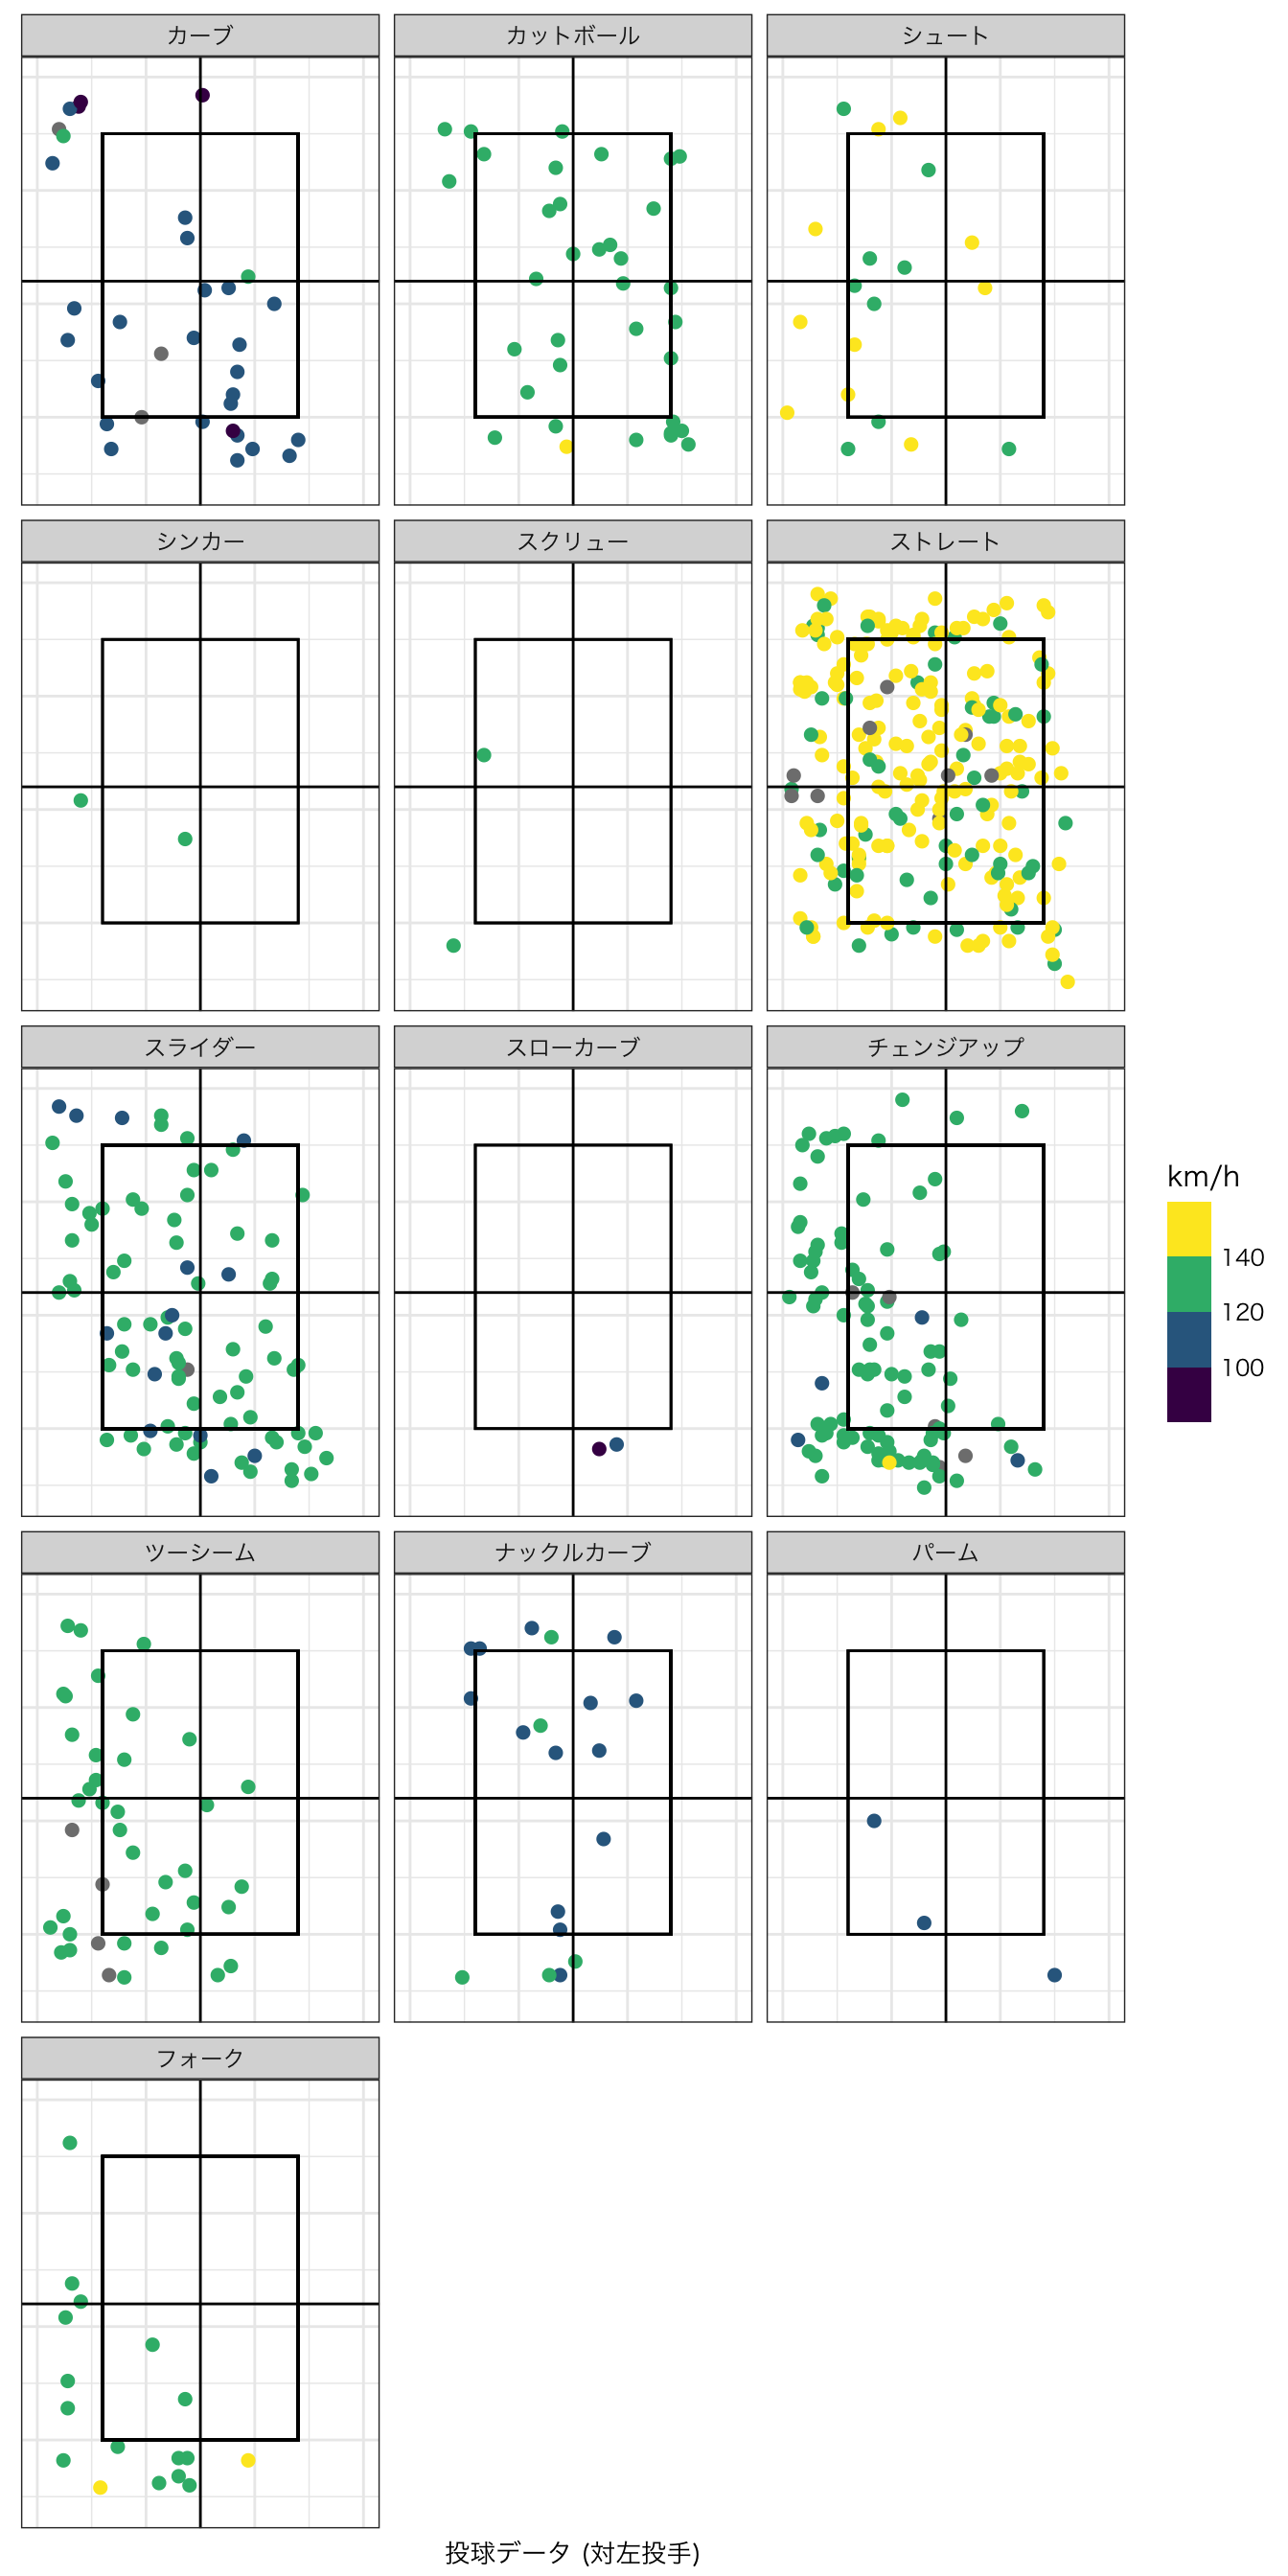 カーブ
カットボール
シュート
シンカー
スクリュー
ストレート
スライダー
スローカーブ
チェンジアップ
km/h
140
120
100
ツーシーム
ナックルカーブ
パーム
フォーク
投球データ (対左投手)